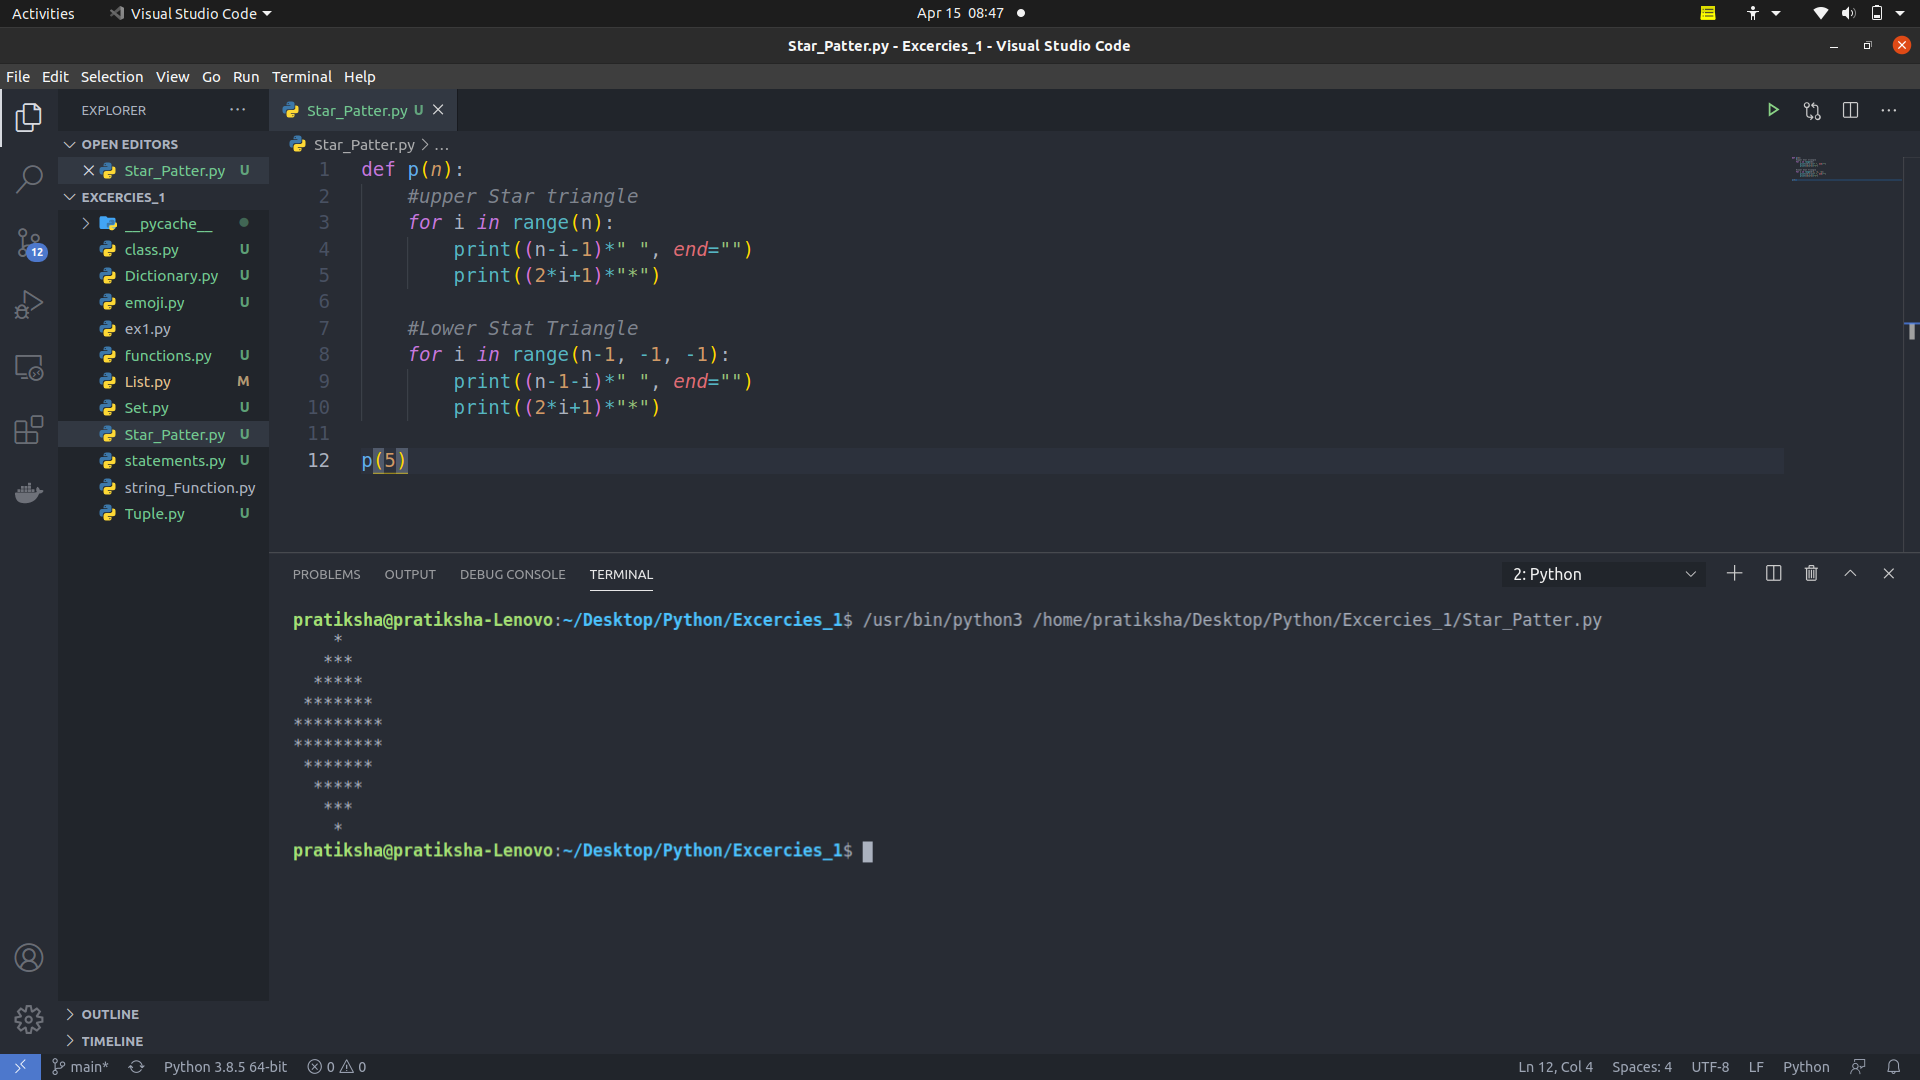 Activities Visual Studio Code Apr 15 08:47
Star_Patter.py - Excercies_1 - Visual Studio Code
File Edit Selection View Go Run Terminal Help
EXPLORER
OPEN EDITORS
Star_Patter.py U
EXCERCIES_1
__pycache__
class.py U
Dictionary.py U
emoji.py U
ex1.py
functions.py U
List.py M
Set.py U
Star_Patter.py U
statements.py U
string_Function.py
Tuple.py U
12
OUTLINE
TIMELINE
Star_Patter.py U
Star_Patter.py > ...
1 def p(n):
2     #upper Star triangle
3     for i in range(n):
4         print((n-i-1)*" ", end="")
5         print((2*i+1)*"*")
6
7     #Lower Stat Triangle
8     for i in range(n-1, -1, -1):
9         print((n-1-i)*" ", end="")
10         print((2*i+1)*"*")
11
12 p(5)
PROBLEMS OUTPUT DEBUG CONSOLE TERMINAL 2: Python
pratiksha@pratiksha-Lenovo:~/Desktop/Python/Excercies_1$ /usr/bin/python3 /home/pratiksha/Desktop/Python/Excercies_1/Star_Patter.py
    *
   ***
  *****
 *******
*********
*********
 *******
  *****
   ***
    *
pratiksha@pratiksha-Lenovo:~/Desktop/Python/Excercies_1$
main* Python 3.8.5 64-bit 0 0 Ln 12, Col 4 Spaces: 4 UTF-8 LF Python